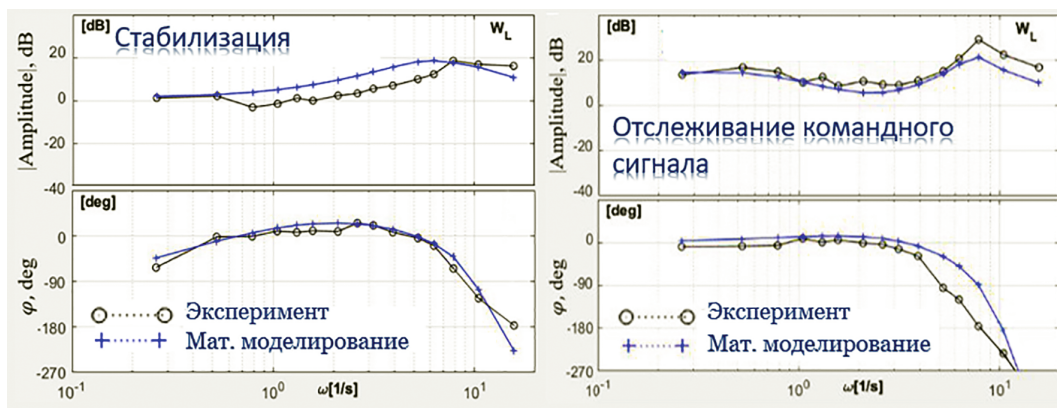 [dB]
Стабилизация
W_L
|Amplitude|, dB
20
0
-20
-40
[deg]
0
-90
-180
-270
φ, deg
Эксперимент
Мат. моделирование
10^-1
10^0
ω[1/s]
10^1
[dB]
W_L
|Amplitude|, dB
20
0
20
40
Отслеживание командного
сигнала
[deg]
0
-90
-180
-270
φ, deg
Эксперимент
Мат. моделирование
10^-1
10^0
ω[1/s]
10^1